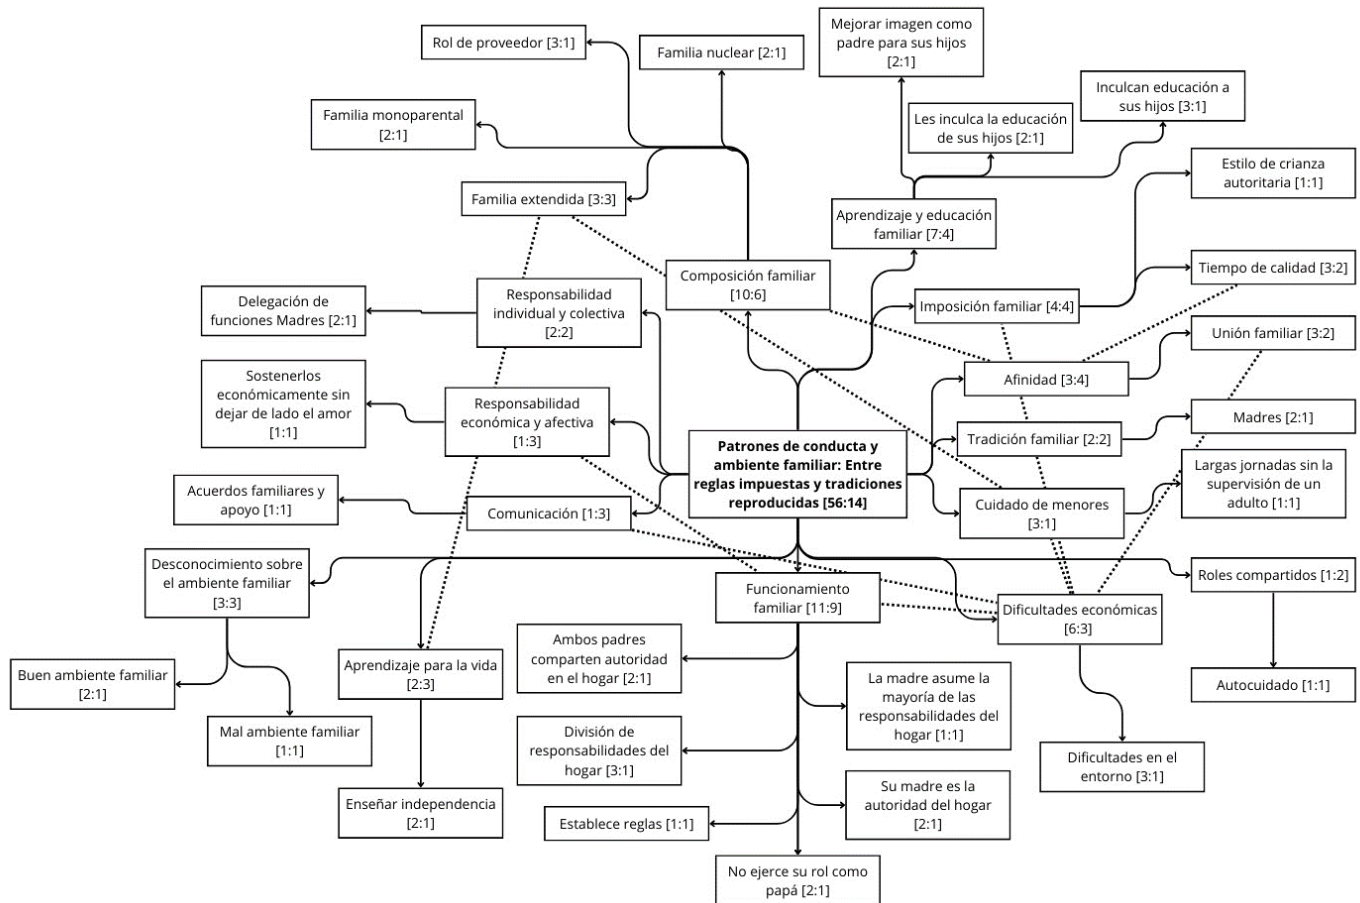 Mejorar imagen como
padre para sus hijos
[2:1]
Rol de proveedor [3:1]
Familia nuclear [2:1]
Inculcan educación a
sus hijos [3:1]
Familia monoparental
[2:1]
Les inculca la educación
de sus hijos [2:1]
Estilo de crianza
autoritaria [1:1]
Familia extendida [3:3]
Aprendizaje y educación
familiar [7:4]
Composición familiar
[10:6]
Tiempo de calidad [3:2]
Delegación de
funciones Madres [2:1]
Responsabilidad
individual y colectiva
[2:2]
Imposición familiar [4:4]
Unión familiar [3:2]
Sostenerlos
económicamente sin
dejar de lado el amor
[1:1]
Responsabilidad
económica y afectiva
[1:3]
Afinidad [3:4]
Madres [2:1]
Tradición familiar [2:2]
Patrones de conducta y
ambiente familiar: Entre
reglas impuestas y tradiciones
reproducidas [56:14]
Largas jornadas sin la
supervisión de un
adulto [1:1]
Acuerdos familiares y
apoyo [1:1]
Comunicación [1:3]
Cuidado de menores
[3:1]
Desconocimiento sobre
el ambiente familiar
[3:3]
Funcionamiento
familiar [11:9]
Roles compartidos [1:2]
Dificultades económicas
[6:3]
Buen ambiente familiar
[2:1]
Aprendizaje para la vida
[2:3]
Ambos padres
comparten autoridad
en el hogar [2:1]
La madre asume la
mayoría de las
responsabilidades del
hogar [1:1]
Autocuidado [1:1]
Mal ambiente familiar
[1:1]
División de
responsabilidades del
hogar [3:1]
Dificultades en el
entorno [3:1]
Enseñar independencia
[2:1]
Establece reglas [1:1]
Su madre es la
autoridad del hogar
[2:1]
No ejerce su rol como
papá [2:1]